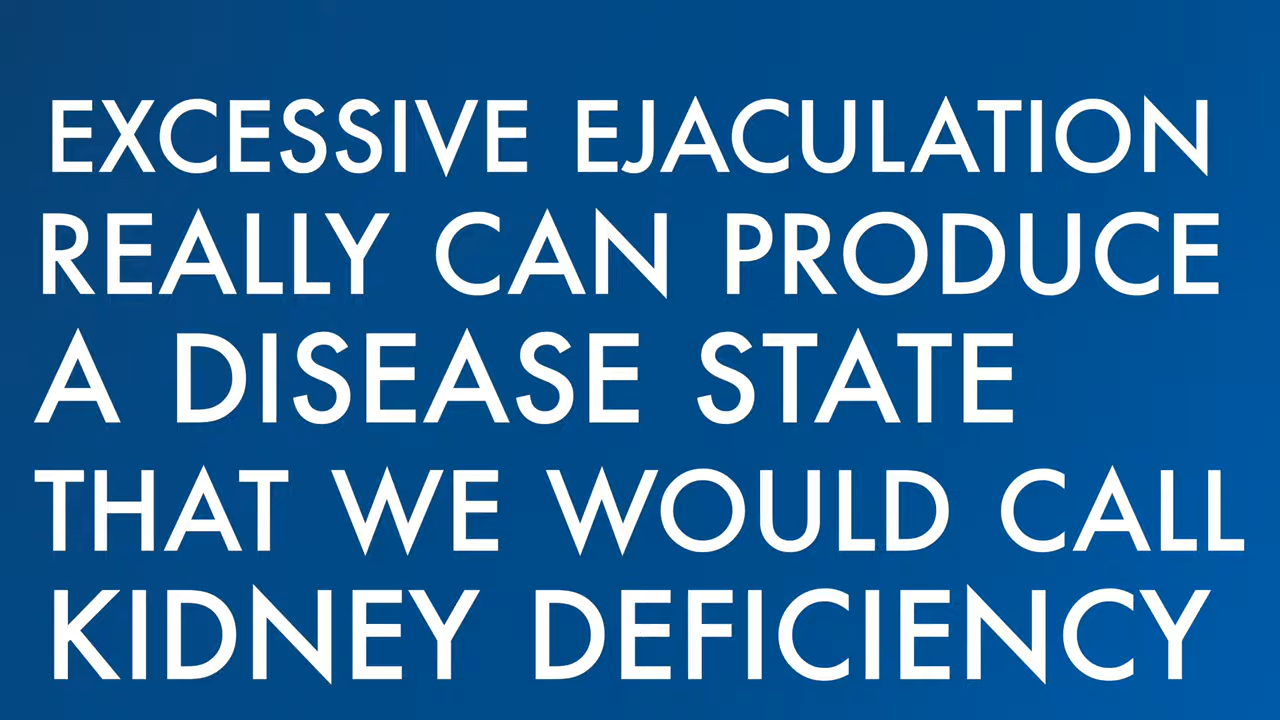 EXCESSIVE EJACULATION
REALLY CAN PRODUCE
A DISEASE STATE
THAT WE WOULD CALL
KIDNEY DEFICIENCY